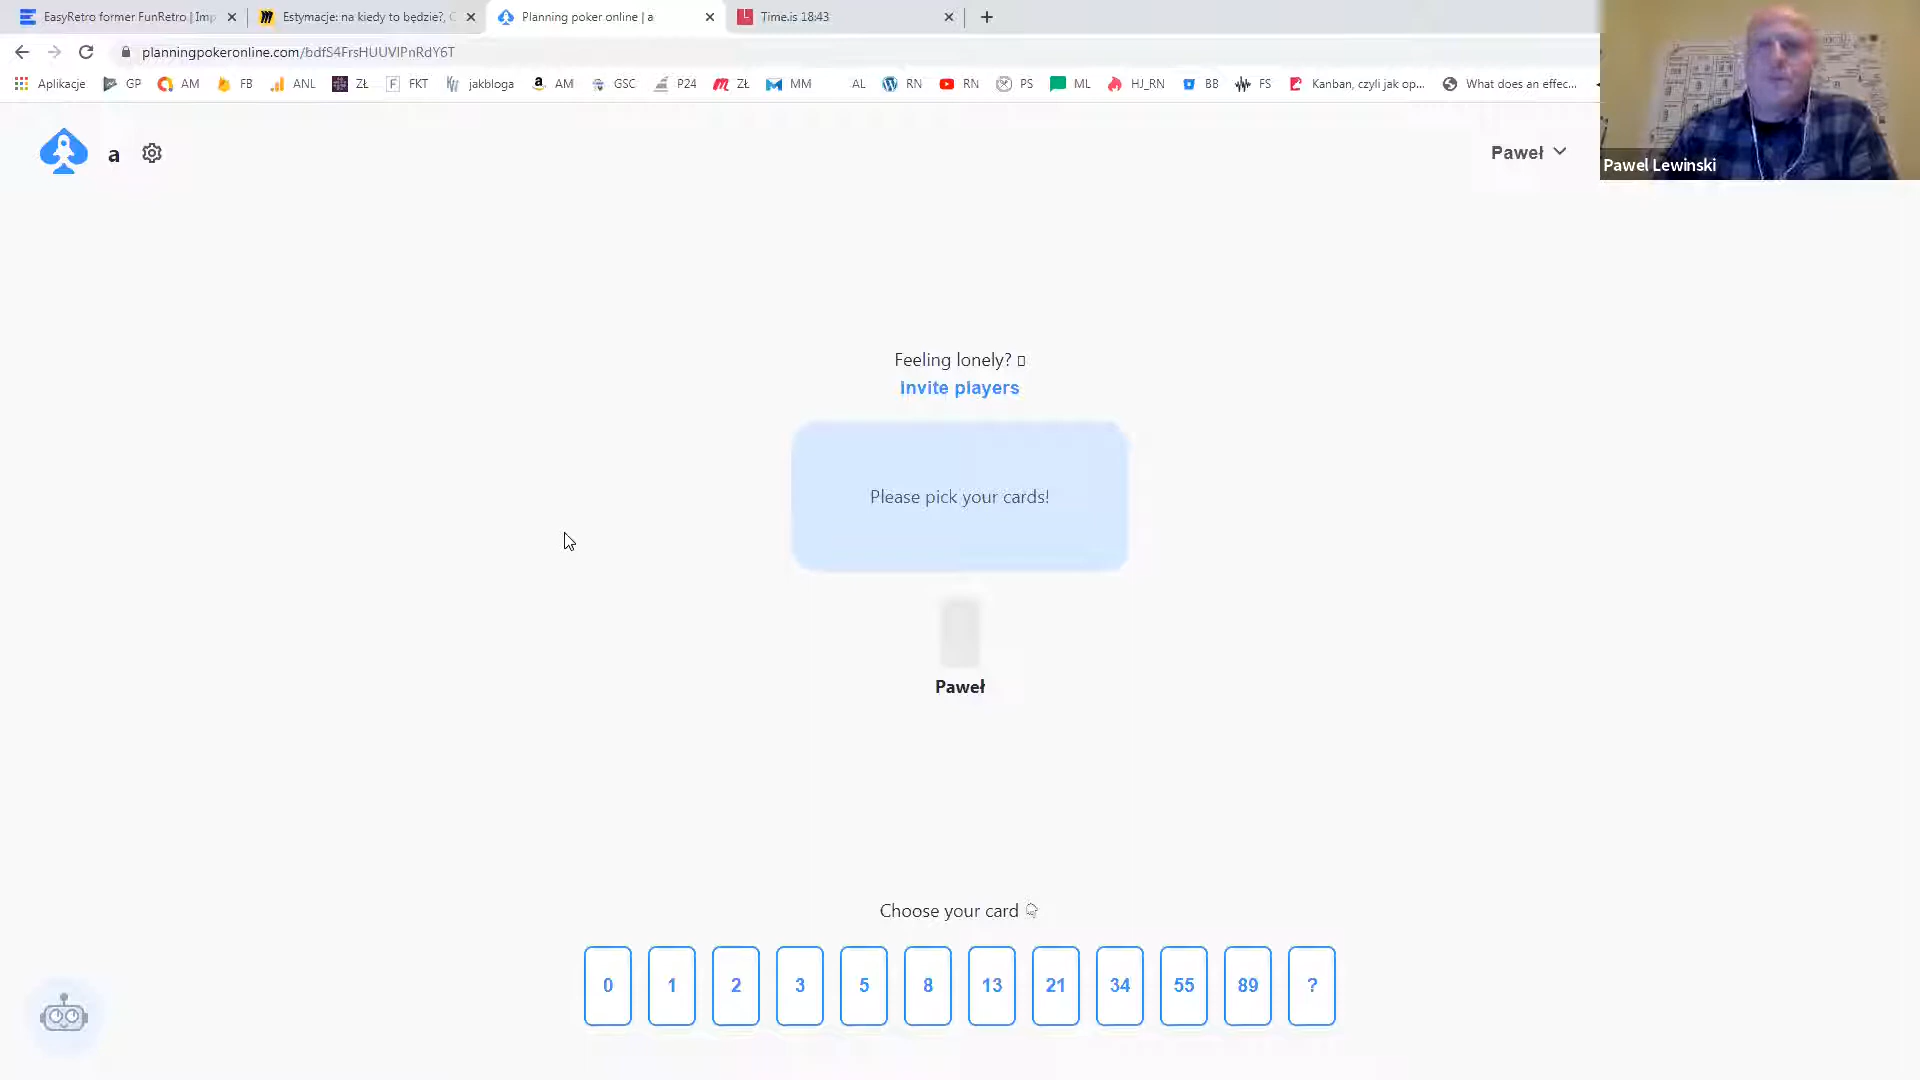 EasyRetro former FunRetro | Imp
Estymacje: na kiedy to będzie?, C
Planning poker online | a
Time.is 18:43
planningpokeronline.com/bdfS4FrsHUUVlPnRdY6T
Aplikacje GP AM FB ANL ZŁ FKT jakbloga AM GSC P24 ZŁ MM AL RN RN PS ML HJ_RN BB FS Kanban, czyli jak op... What does an effec...
a
Paweł
Pawel Lewinski
Feeling lonely?
Invite players
Please pick your cards!
Paweł
Choose your card
0 1 2 3 5 8 13 21 34 55 89 ?